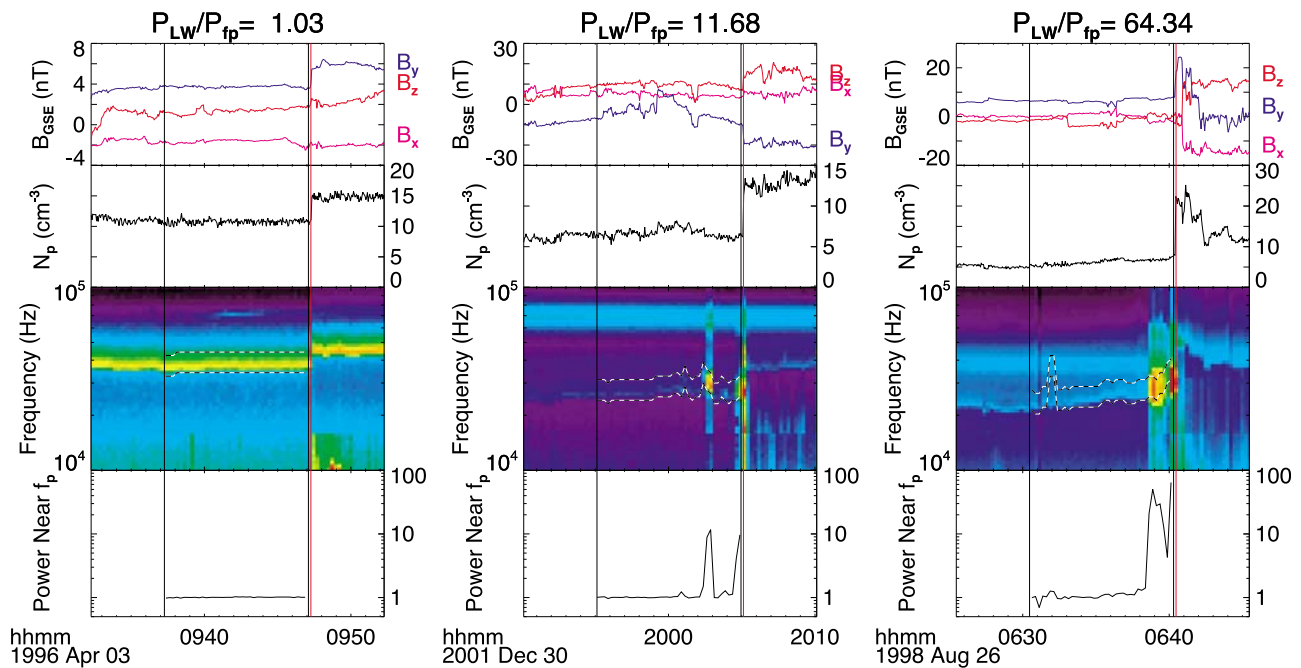 P_LW/P_fp= 1.03
8
4
0
-4
B_GSE (nT)
B_y
B_z
B_x
N_p (cm^-3)
20
15
10
5
0
Frequency (Hz)
10^5
10^4
Power Near f_p
100
10
1
hhmm
0940
0950
1996 Apr 03
P_LW/P_fp= 11.68
30
0
-30
B_GSE (nT)
B_z
B_x
B_y
N_p (cm^-3)
15
10
5
0
Frequency (Hz)
10^5
10^4
Power Near f_p
100
10
1
hhmm
2000
2010
2001 Dec 30
P_LW/P_fp= 64.34
20
0
-20
B_GSE (nT)
B_z
B_y
B_x
N_p (cm^-3)
30
20
10
0
Frequency (Hz)
10^5
10^4
Power Near f_p
100
10
1
hhmm
0630
0640
1998 Aug 26